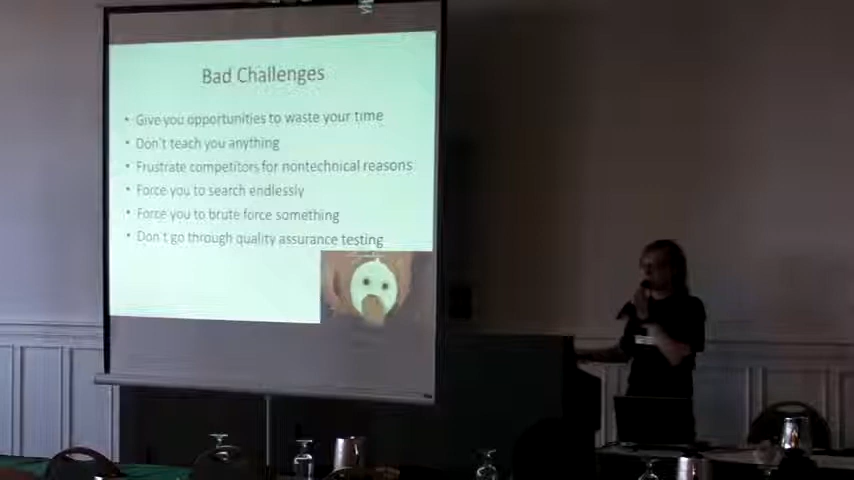 Bad Challenges
• Give you opportunities to waste your time
• Don't teach you anything
• Frustrate competitors for nontechnical reasons
• Force you to search endlessly
• Force you to brute force something
• Don't go through quality assurance testing